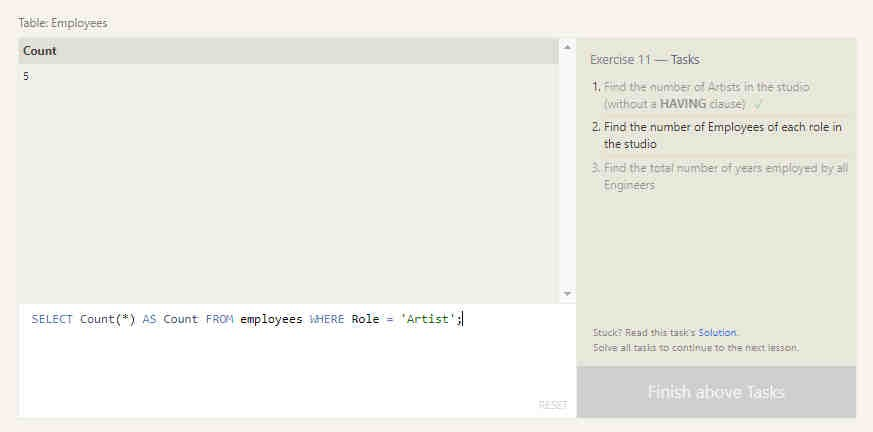 Table: Employees
Count
5
SELECT Count(*) AS Count FROM employees WHERE Role = 'Artist';
RESET
Exercise 11 — Tasks
1. Find the number of Artists in the studio
(without a HAVING clause) ✓
2. Find the number of Employees of each role in
the studio
3. Find the total number of years employed by all
Engineers
Stuck? Read this task's Solution.
Solve all tasks to continue to the next lesson.
Finish above Tasks